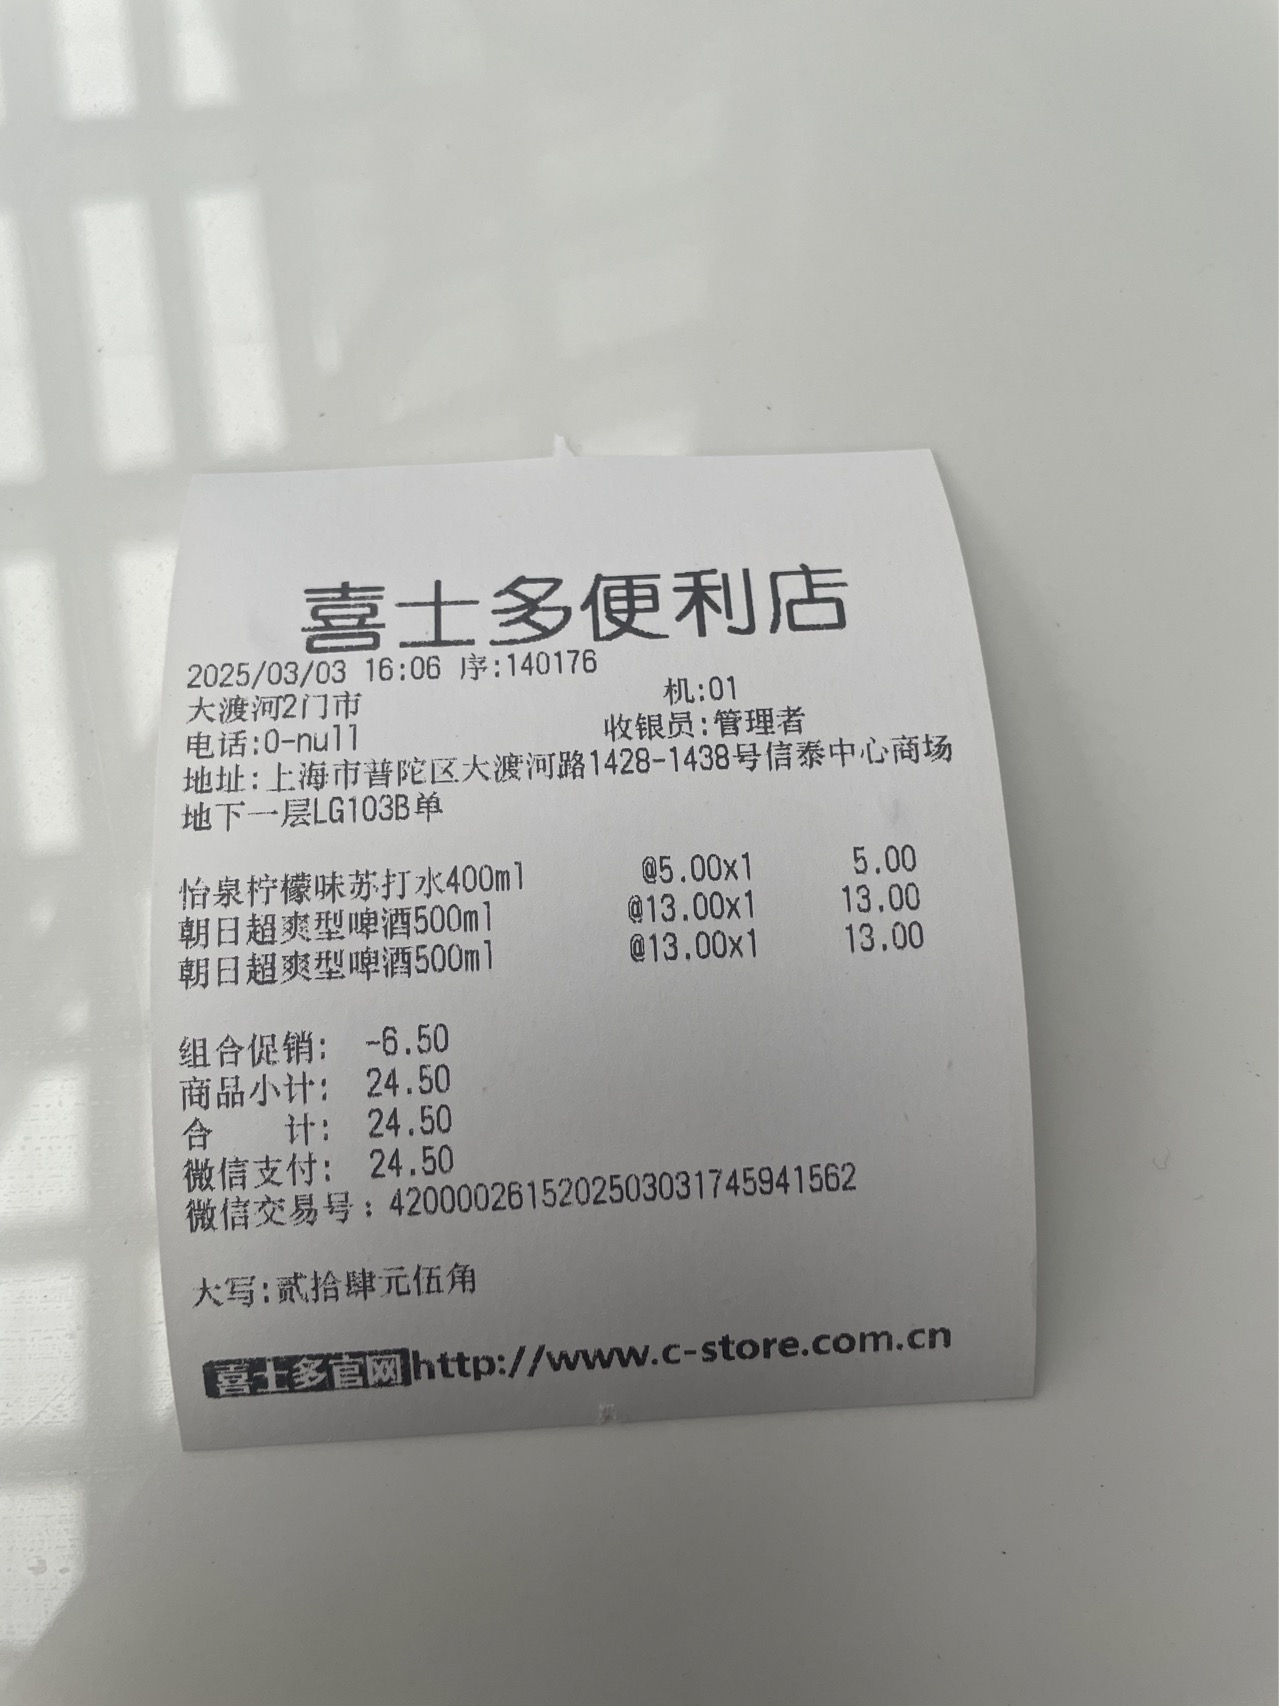 喜士多便利店
2025/03/03 16:06 序:140176
大渡河2门市 机:01
电话:0-null 收银员:管理者
地址:上海市普陀区大渡河路1428-1438号信泰中心商场
地下一层LG103B单
怡泉柠檬味苏打水400ml @5.00x1 5.00
朝日超爽型啤酒500ml @13.00x1 13.00
朝日超爽型啤酒500ml @13.00x1 13.00
组合促销: -6.50
商品小计: 24.50
合 计: 24.50
微信支付: 24.50
微信交易号:4200002615202503031745941562
大写:贰拾肆元伍角
喜士多官网http://www.c-store.com.cn